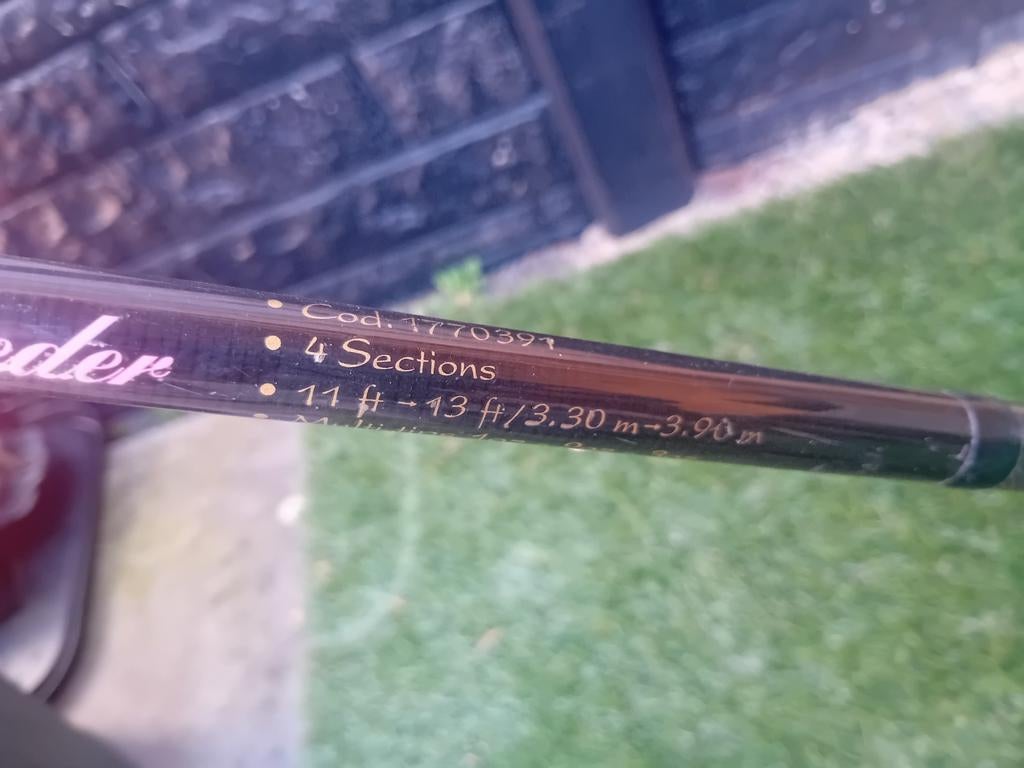 eder
• Cod. 1770391
• 4 Sections
• 11 ft - 13 ft/3.30 m-3.90 m